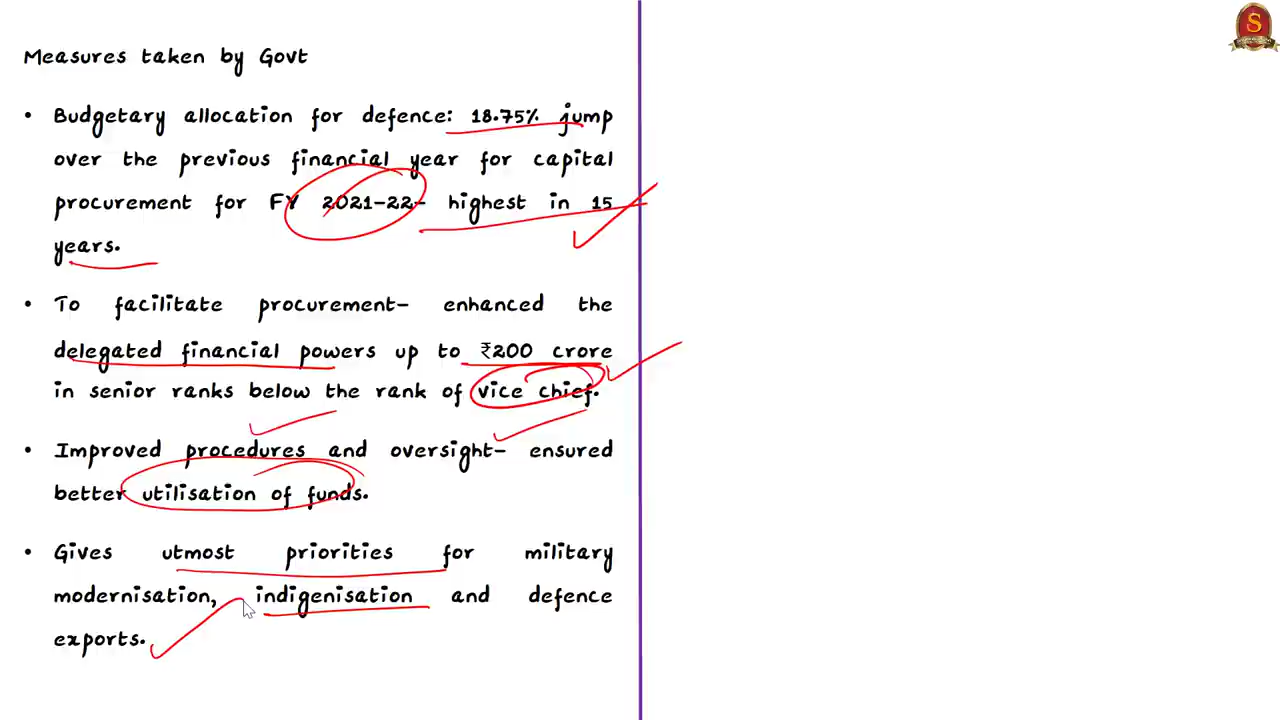 Measures taken by Govt
• Budgetary allocation for defence: 18.75% jump
over the previous financial year for capital
procurement for FY 2021-22- highest in 15
years.
• To facilitate procurement- enhanced the
delegated financial powers up to ₹200 crore
in senior ranks below the rank of vice chief.
• Improved procedures and oversight- ensured
better utilisation of funds.
• Gives utmost priorities for military
modernisation, indigenisation and defence
exports.
S